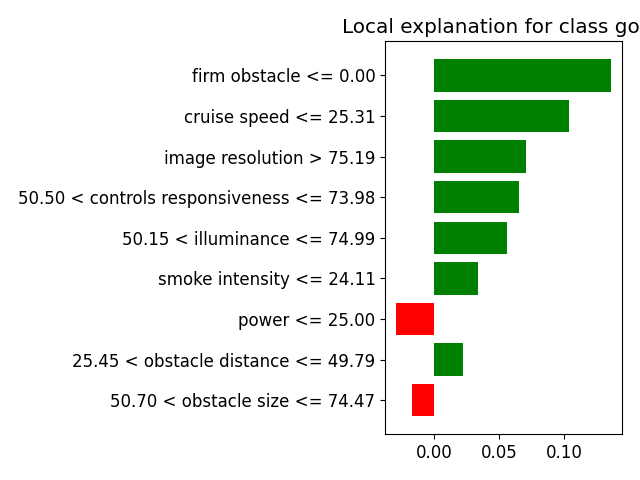 Local explanation for class go
firm obstacle <= 0.00
cruise speed <= 25.31
image resolution > 75.19
50.50 < controls responsiveness <= 73.98
50.15 < illuminance <= 74.99
smoke intensity <= 24.11
power <= 25.00
25.45 < obstacle distance <= 49.79
50.70 < obstacle size <= 74.47
0.00 0.05 0.10